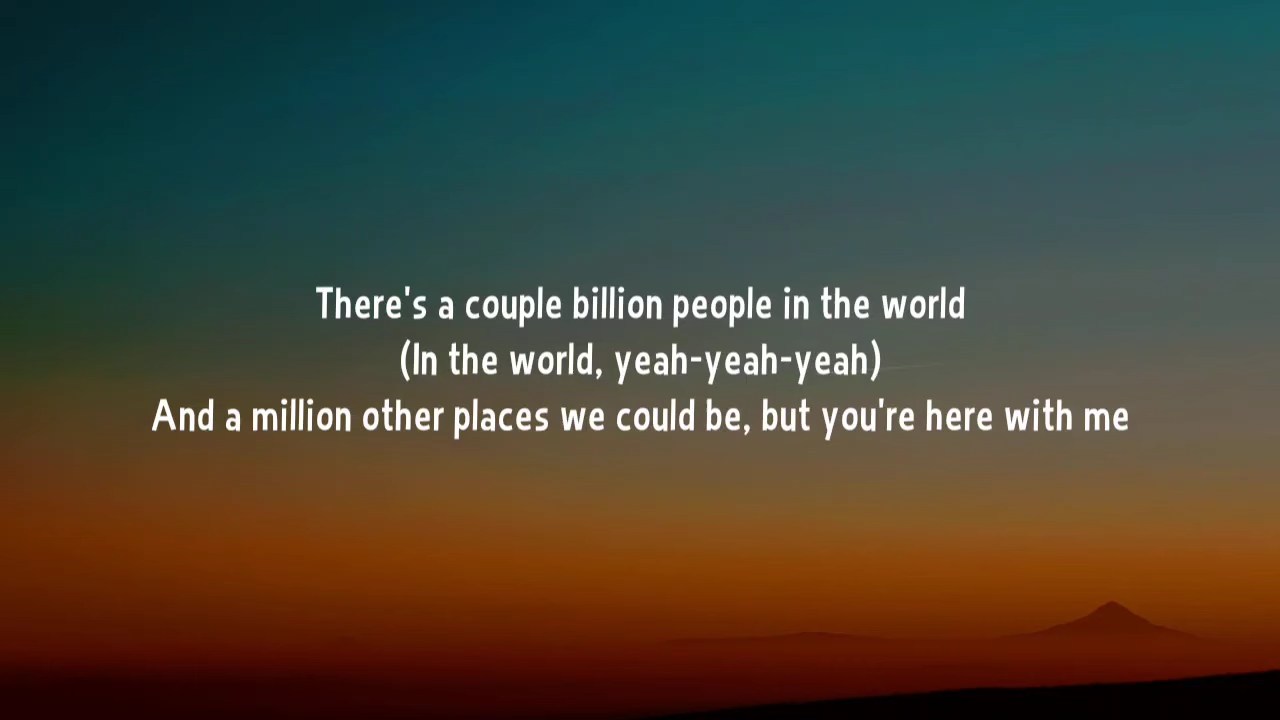 There's a couple billion people in the world
(In the world, yeah-yeah-yeah)
And a million other places we could be, but you're here with me